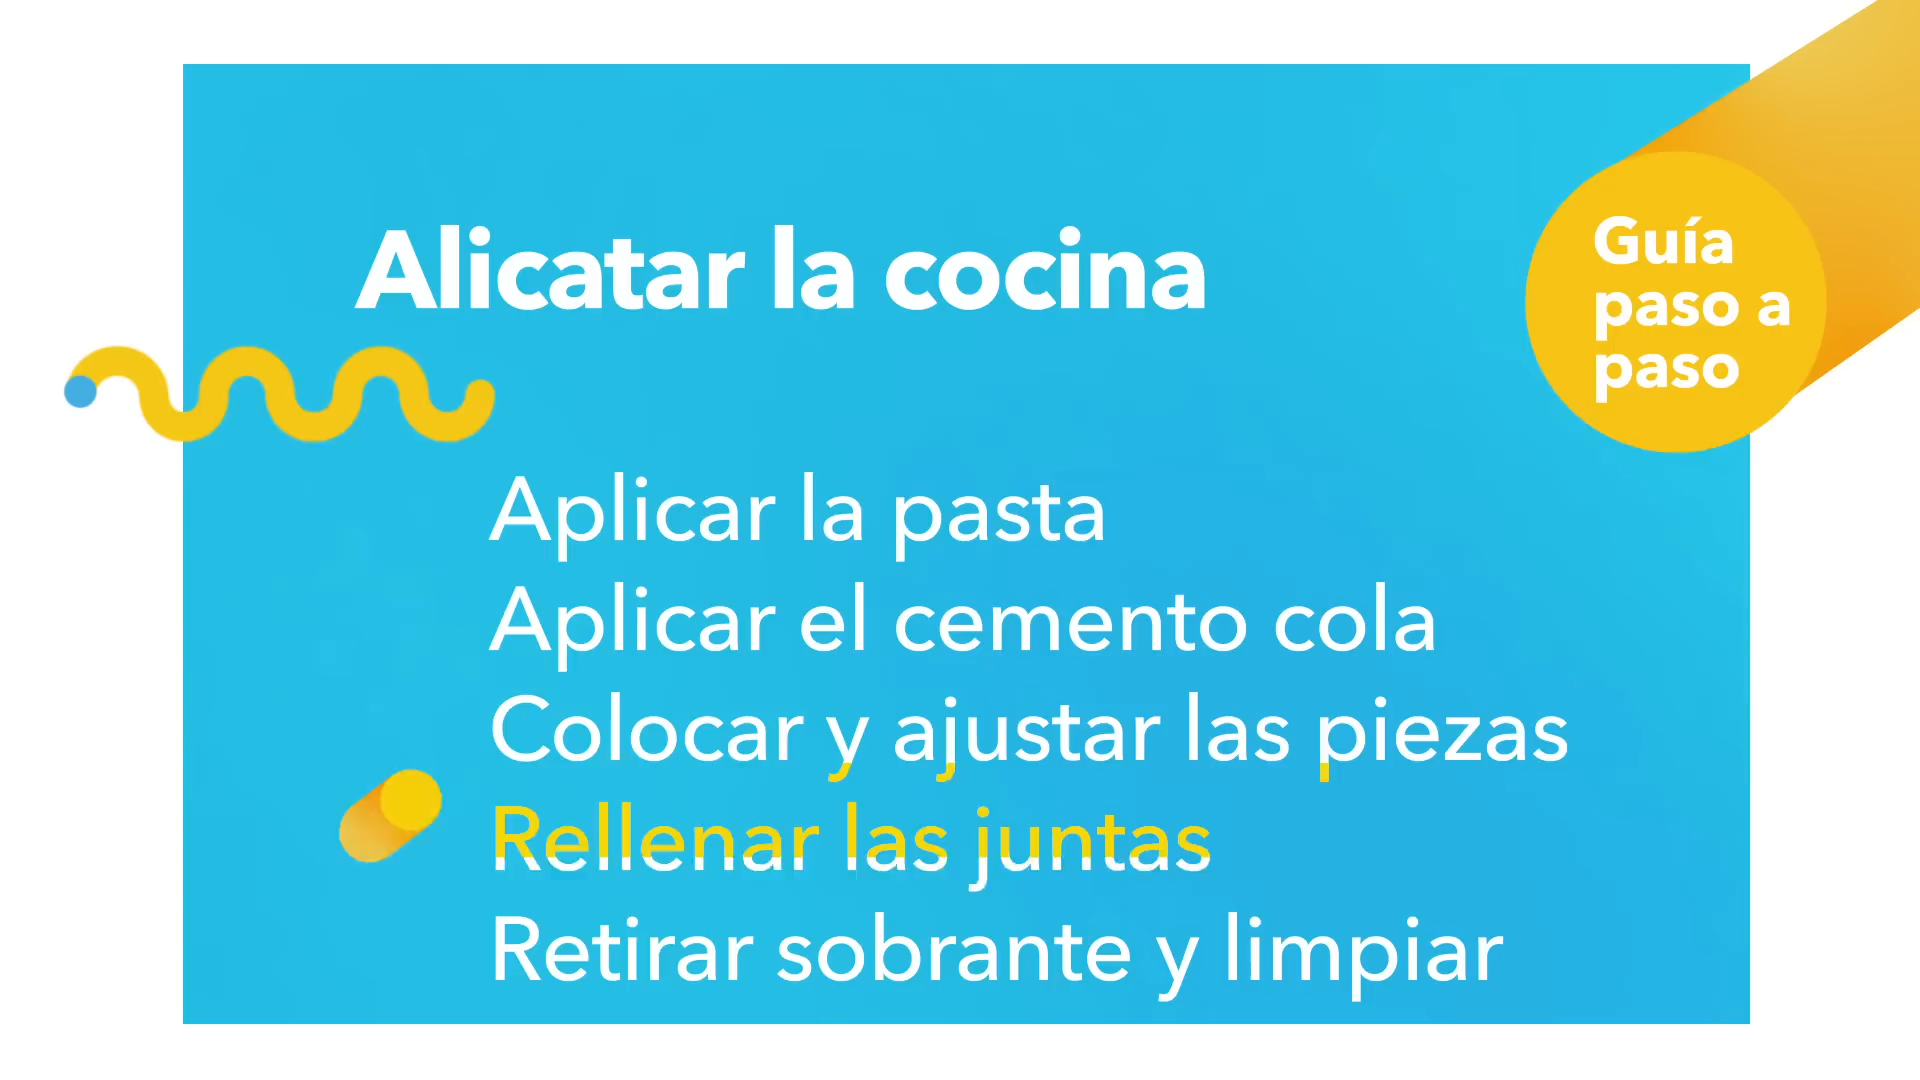 Alicatar la cocina
Guía
paso a
paso
Aplicar la pasta
Aplicar el cemento cola
Colocar y ajustar las piezas
Rellenar las juntas
Retirar sobrante y limpiar